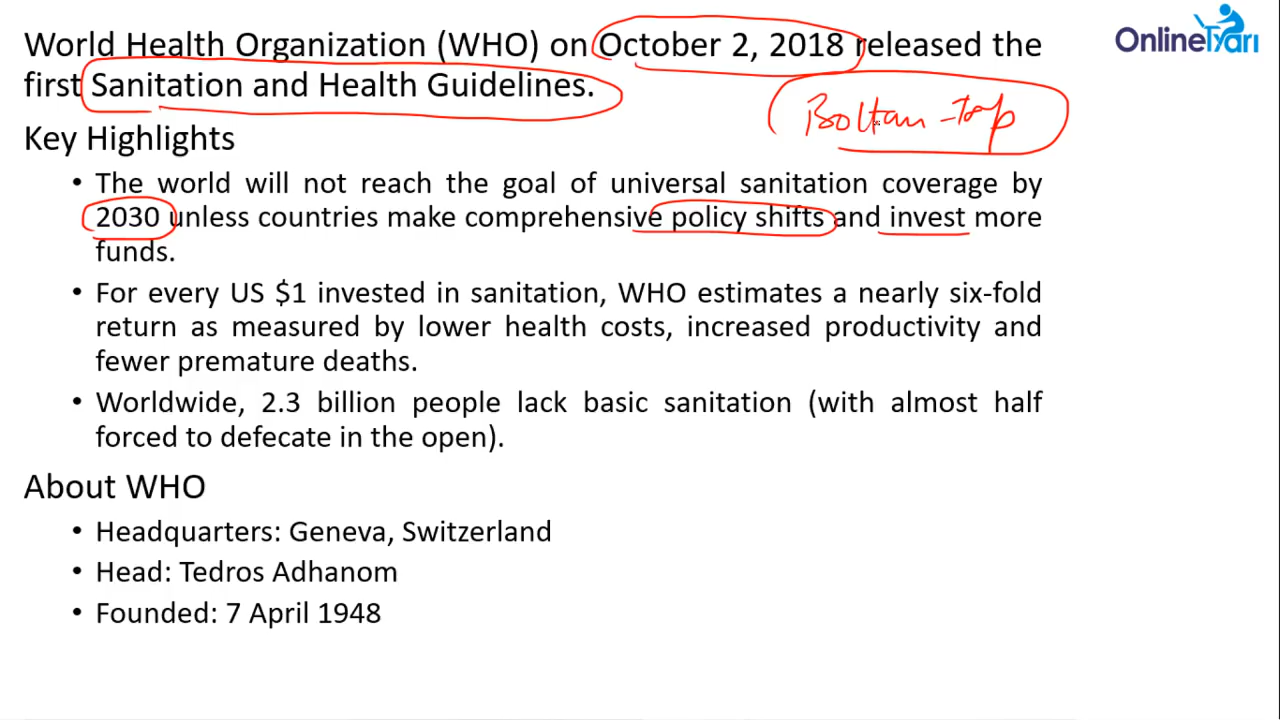 World Health Organization (WHO) on October 2, 2018 released the
first Sanitation and Health Guidelines.
OnlineTyari
Boltam-top
Key Highlights
• The world will not reach the goal of universal sanitation coverage by
2030 unless countries make comprehensive policy shifts and invest more
funds.
• For every US $1 invested in sanitation, WHO estimates a nearly six-fold
return as measured by lower health costs, increased productivity and
fewer premature deaths.
• Worldwide, 2.3 billion people lack basic sanitation (with almost half
forced to defecate in the open).
About WHO
• Headquarters: Geneva, Switzerland
• Head: Tedros Adhanom
• Founded: 7 April 1948